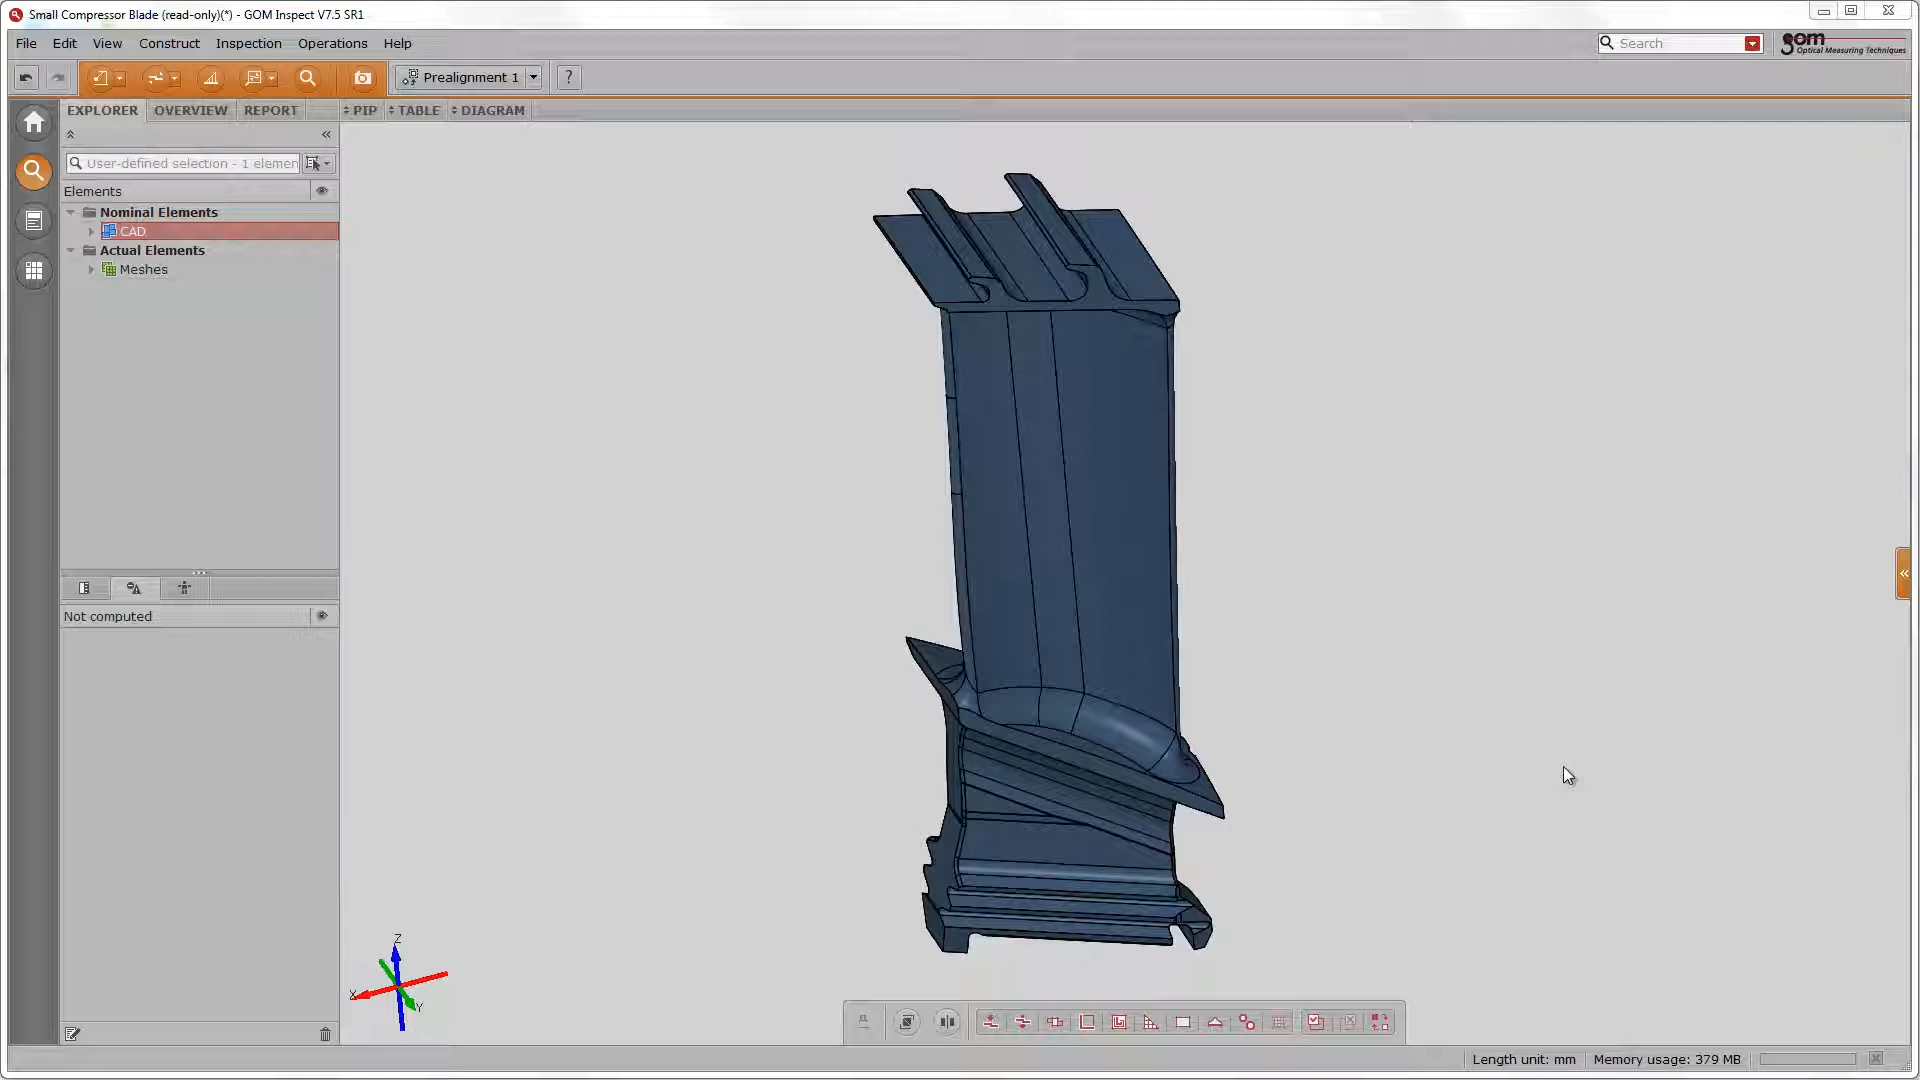 Small Compressor Blade (read-only)(*) - GOM Inspect V7.5 SR1
File Edit View Construct Inspection Operations Help
Search
gom
Optical Measuring Techniques
Prealignment 1
?
EXPLORER OVERVIEW REPORT PIP TABLE DIAGRAM
User-defined selection - 1 elemen
Elements
Nominal Elements
CAD
Actual Elements
Meshes
Not computed
Z
X
Y
Length unit: mm Memory usage: 379 MB